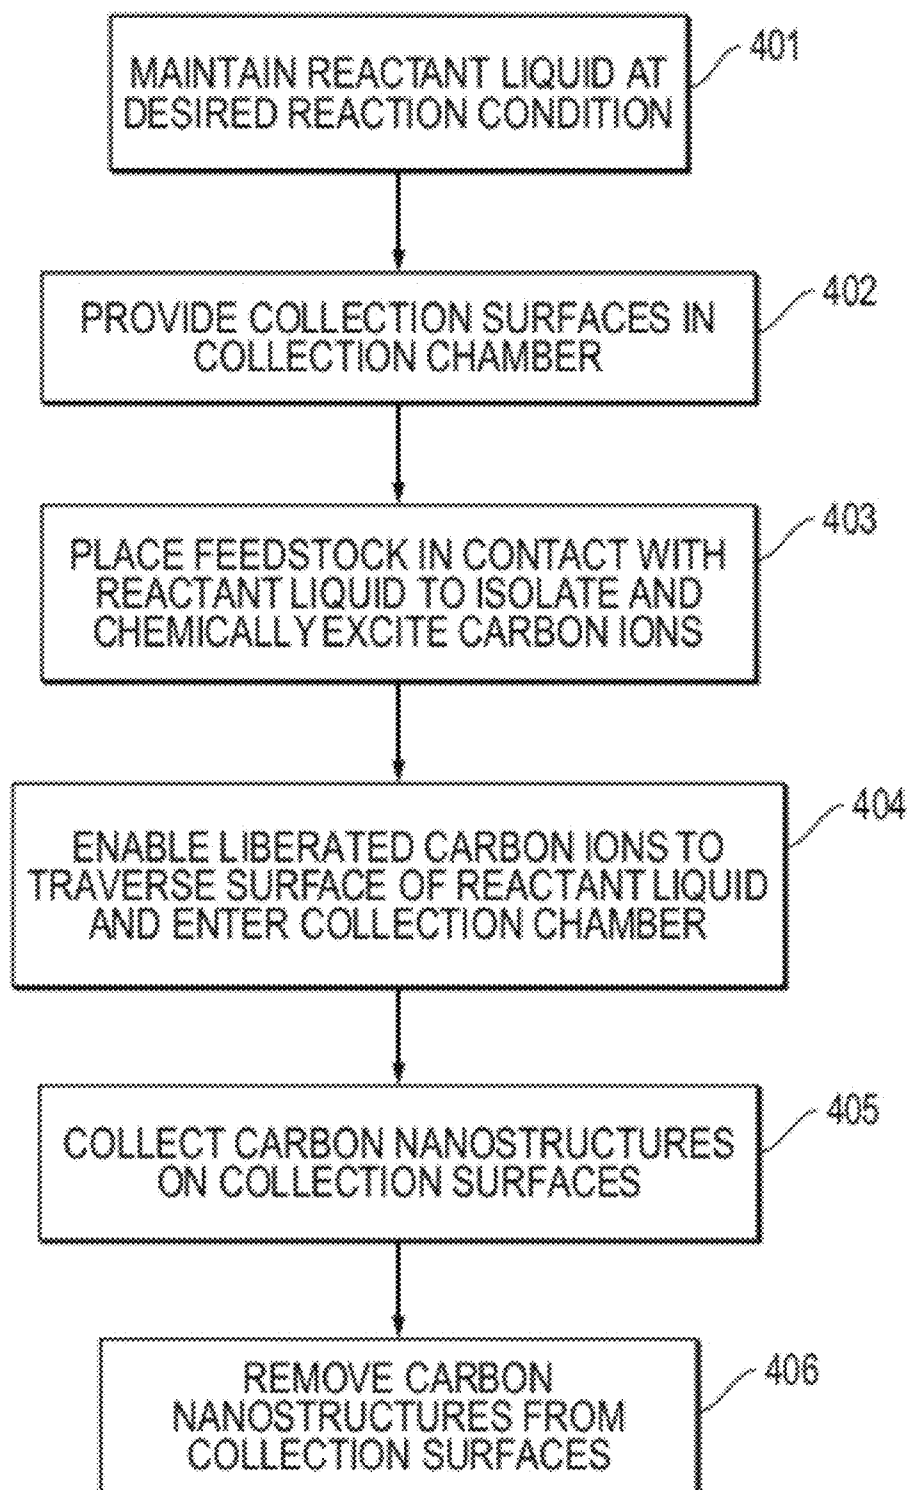 401
MAINTAIN REACTANT LIQUID AT
DESIRED REACTION CONDITION
402
PROVIDE COLLECTION SURFACES IN
COLLECTION CHAMBER
403
PLACE FEEDSTOCK IN CONTACT WITH
REACTANT LIQUID TO ISOLATE AND
CHEMICALLY EXCITE CARBON IONS
404
ENABLE LIBERATED CARBON IONS TO
TRAVERSE SURFACE OF REACTANT LIQUID
AND ENTER COLLECTION CHAMBER
405
COLLECT CARBON NANOSTRUCTURES
ON COLLECTION SURFACES
406
REMOVE CARBON
NANOSTRUCTURES FROM
COLLECTION SURFACES